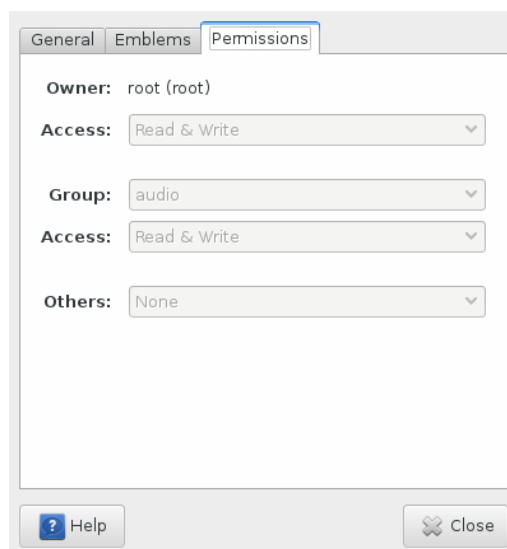 General Emblems Permissions
Owner: root (root)
Access: Read & Write
Group: audio
Access: Read & Write
Others: None
? Help Close